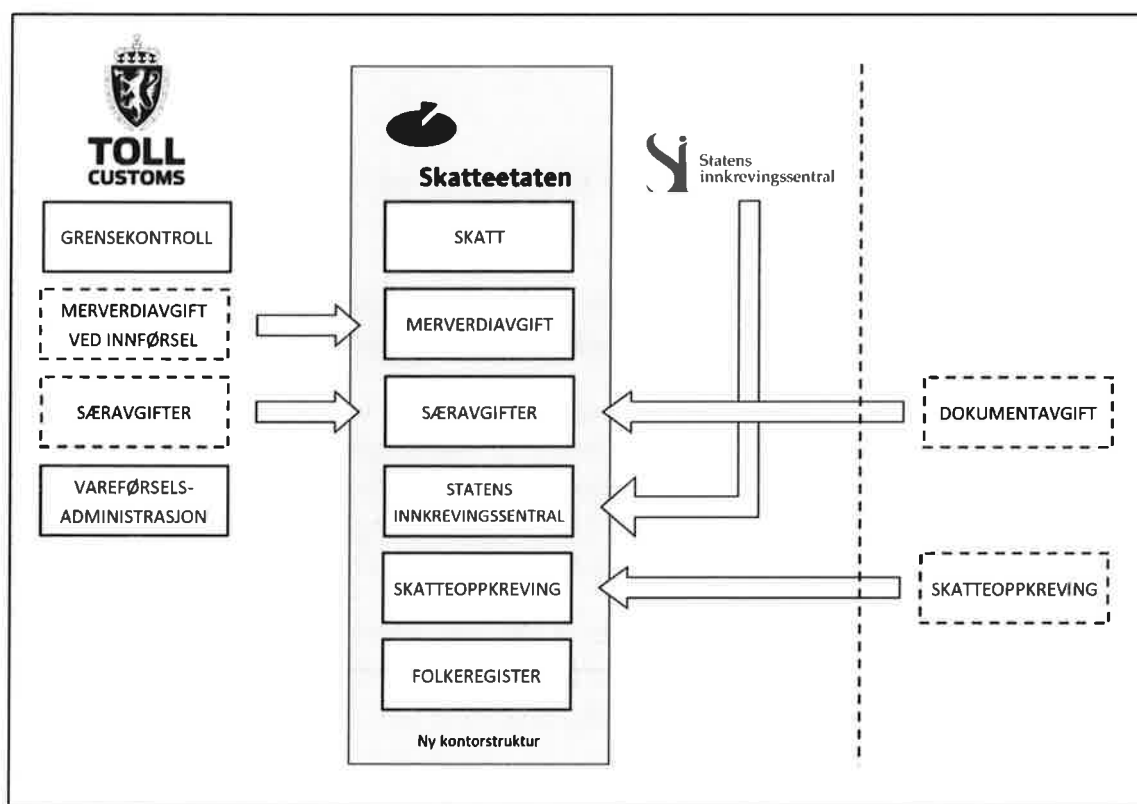 TOLL
CUSTOMS
GRENSEKONTROLL
MERVERDIAVGIFT
VED INNFØRSEL
SÆRAVGIFTER
VAREFØRSELS-
ADMINISTRASJON
Skatteetaten
SKATT
MERVERDIAVGIFT
SÆRAVGIFTER
STATENS
INNKREVINGSSENTRAL
SKATTEOPPKREVING
FOLKEREGISTER
Ny kontorstruktur
Si
Statens
innkrevingssentral
DOKUMENTAVGIFT
SKATTEOPPKREVING